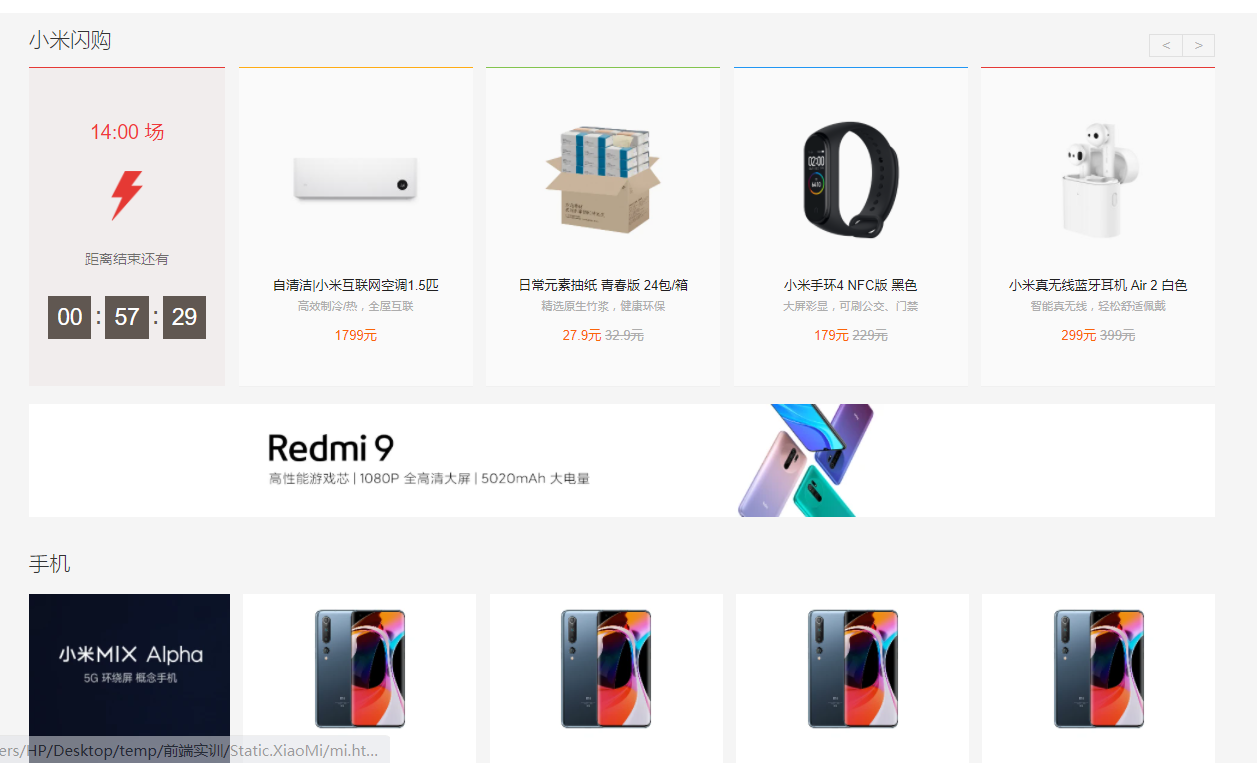 小米闪购
< >
14:00 场
距离结束还有
00 : 57 : 29
02:00
自清洁|小米互联网空调1.5匹
高效制冷/热，全屋互联
1799元
日常元素抽纸 青春版 24包/箱
精选原生竹浆，健康环保
27.9元 32.9元
小米手环4 NFC版 黑色
大屏彩显，可刷公交、门禁
179元 229元
小米真无线蓝牙耳机 Air 2 白色
智能真无线，轻松舒适佩戴
299元 399元
Redmi 9
高性能游戏芯 | 1080P 全高清大屏 | 5020mAh 大电量
手机
小米MIX Alpha
5G 环绕屏 概念手机
ers/HP/Desktop/temp/前端实训/Static.XiaoMi/mi.ht...